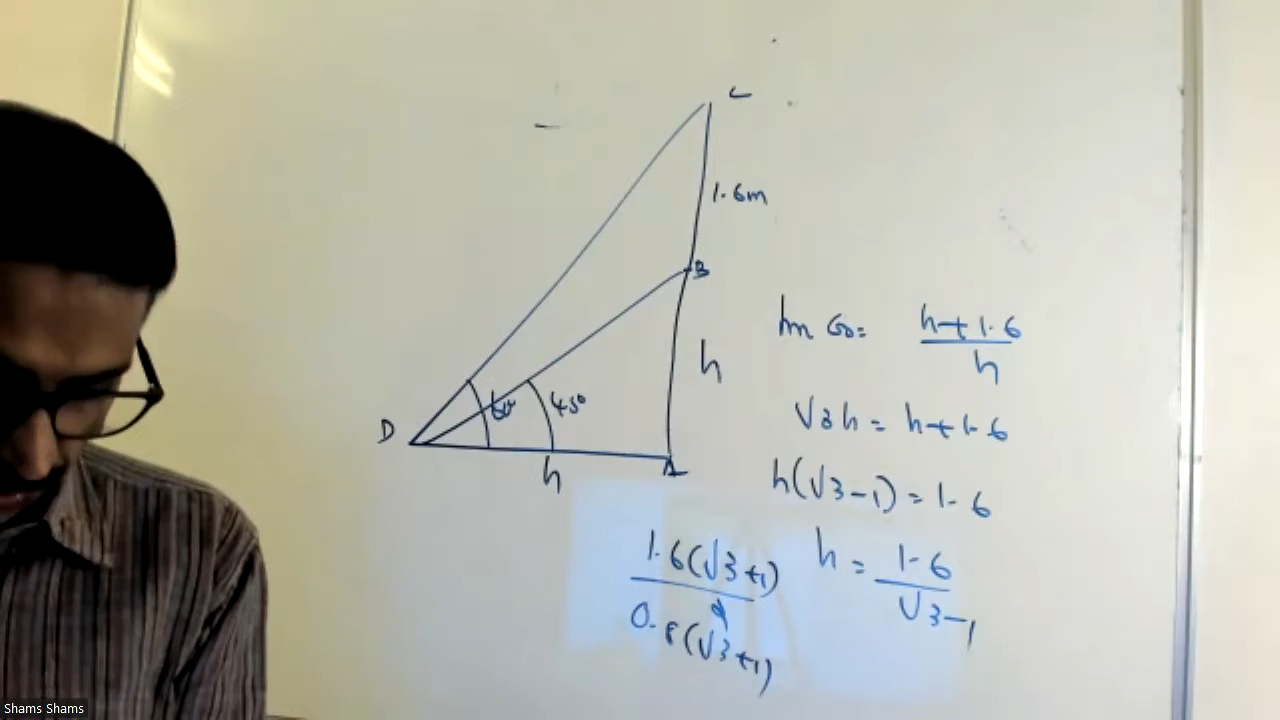 C
1.6m
B
h
60°
45°
D
h
A
tan 60 = h+1.6
h
√3h = h+1.6
h(√3-1) = 1.6
h = 1.6
√3-1
1.6(√3+1)
2
0.8(√3+1)
Shams Shams